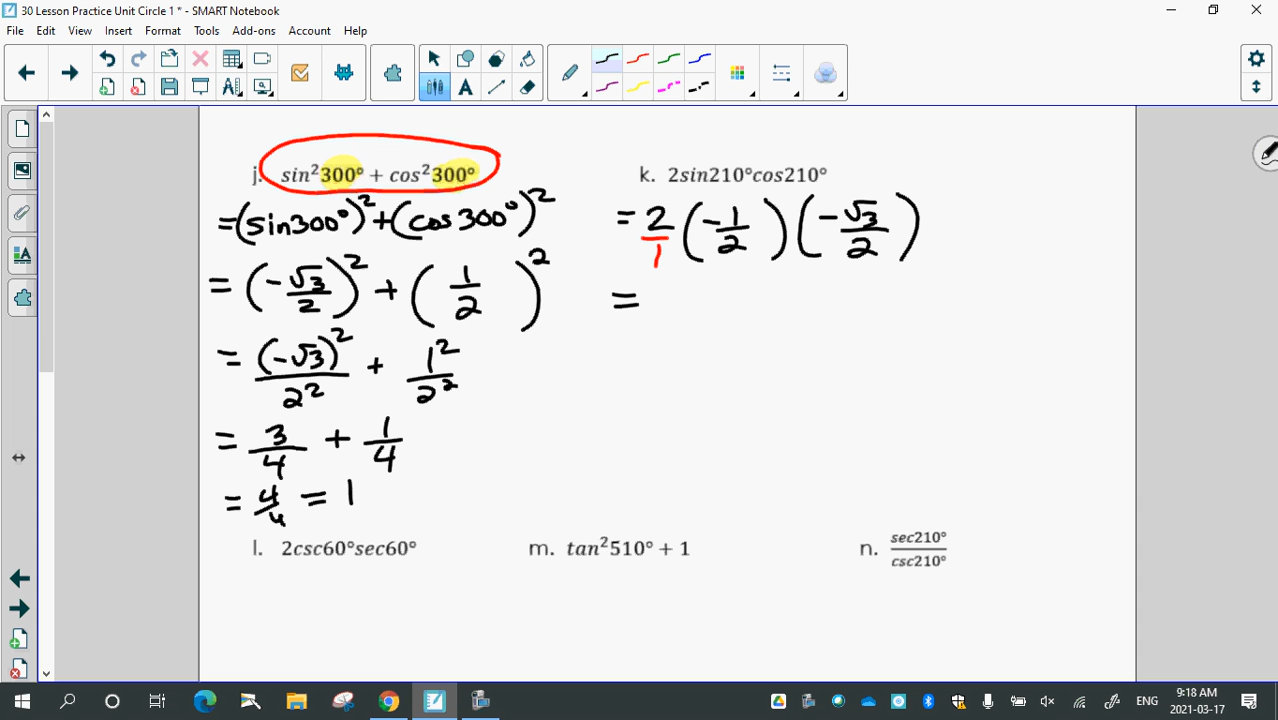 30 Lesson Practice Unit Circle 1 * - SMART Notebook
File Edit View Insert Format Tools Add-ons Account Help
j. sin²300° + cos²300°
= (sin300°)² + (cos300°)²
= (-√3/2)² + (1/2)²
= (-√3)²/2² + 1²/2²
= 3/4 + 1/4
= 4/4 = 1
k. 2sin210°cos210°
= 2/1 (-1/2) (-√3/2)
=
l. 2csc60°sec60°
m. tan²510° + 1
n. sec210°/csc210°
ENG
9:18 AM
2021-03-17